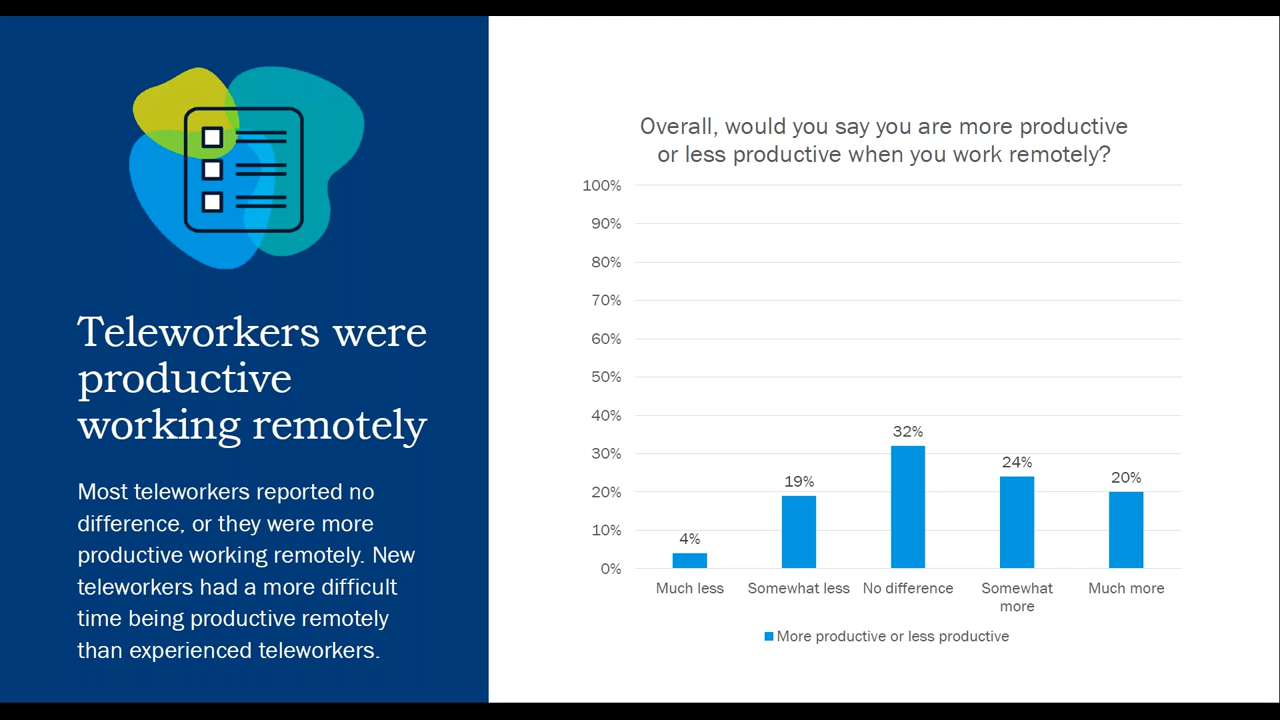 Teleworkers were
productive
working remotely
Most teleworkers reported no
difference, or they were more
productive working remotely. New
teleworkers had a more difficult
time being productive remotely
than experienced teleworkers.
Overall, would you say you are more productive
or less productive when you work remotely?
100%
90%
80%
70%
60%
50%
40%
30%
20%
10%
0%
4%
19%
32%
24%
20%
Much less
Somewhat less
No difference
Somewhat
more
Much more
More productive or less productive